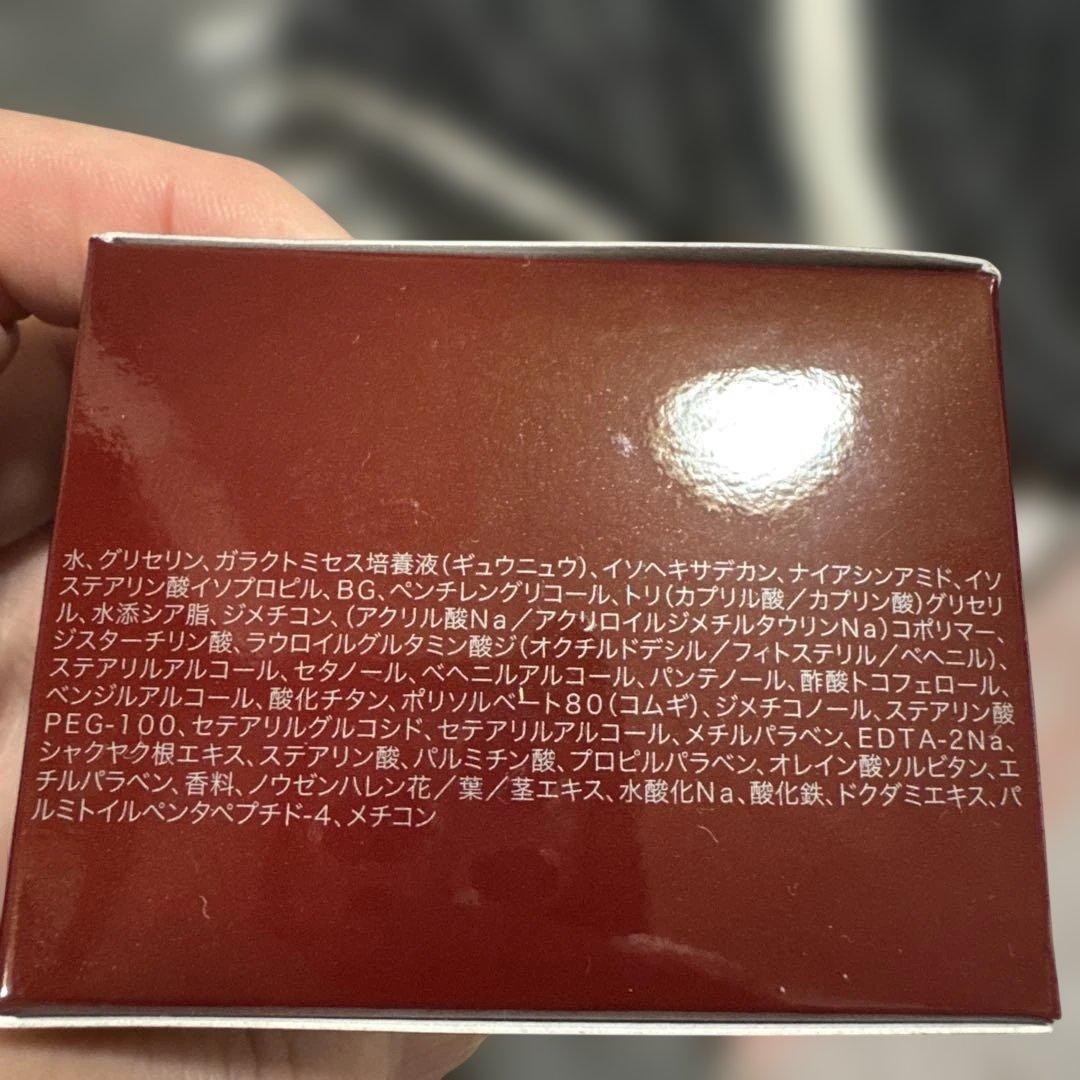 水、グリセリン、ガラクトミセス培養液(ギュウニュウ)、イソヘキサデカン、ナイアシンアミド、イソ
ステアリン酸イソプロピル、BG、ペンチレングリコール、トリ(カプリル酸/カプリン酸)グリセリ
ル、水添シア脂、ジメチコン、(アクリル酸Na/アクリロイルジメチルタウリンNa)コポリマー、
ジスターチリン酸、ラウロイルグルタミン酸ジ(オクチルドデシル/フィトステリル/ベヘニル)、
ステアリルアルコール、セタノール、ベヘニルアルコール、パンテノール、酢酸トコフェロール、
ベンジルアルコール、酸化チタン、ポリソルベート80(コムギ)、ジメチコノール、ステアリン酸
PEG-100、セテアリルグルコシド、セテアリルアルコール、メチルパラベン、EDTA-2Na、
シャクヤク根エキス、ステアリン酸、パルミチン酸、プロピルパラベン、オレイン酸ソルビタン、エ
チルパラベン、香料、ノウゼンハレン花/葉/茎エキス、水酸化Na、酸化鉄、ドクダミエキス、パ
ルミトイルペンタペプチド-4、メチコン